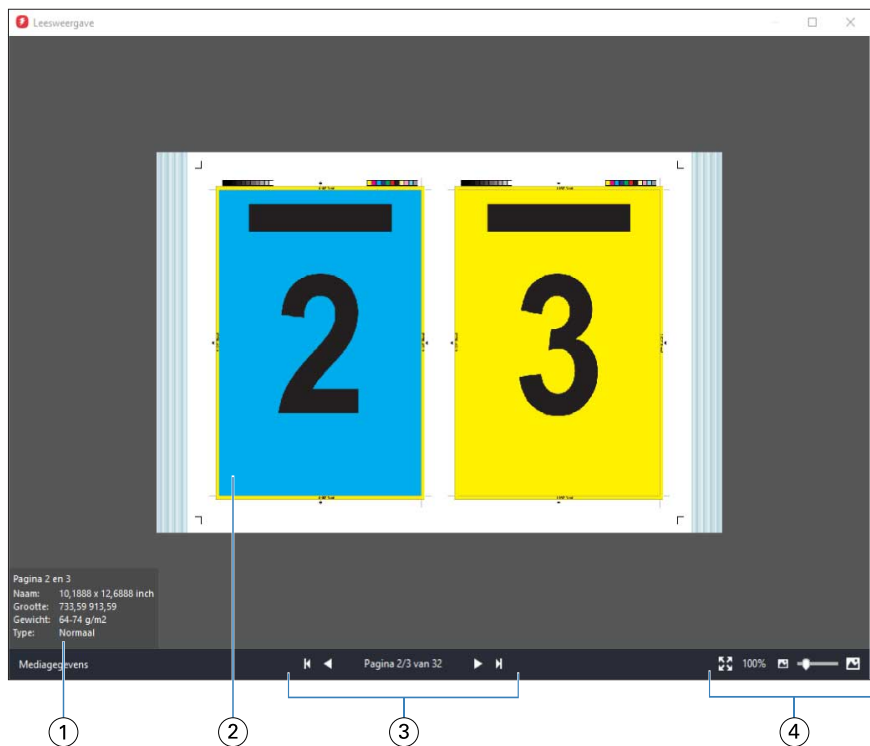 Leesweergave
2 3
Pagina 2 en 3
Naam: 10,1888 x 12,6888 inch
Grootte: 733,59 913,59
Gewicht: 64-74 g/m2
Type: Normaal
Mediagegevens Pagina 2/3 van 32 100%
1 2 3 4